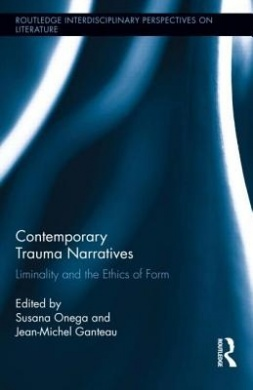 ROUTLEDGE INTERDISCIPLINARY PERSPECTIVES ON
LITERATURE
Contemporary
Trauma Narratives
Liminality and the Ethics of Form
Edited by
Susana Onega and
Jean-Michel Ganteau
ROUTLEDGE